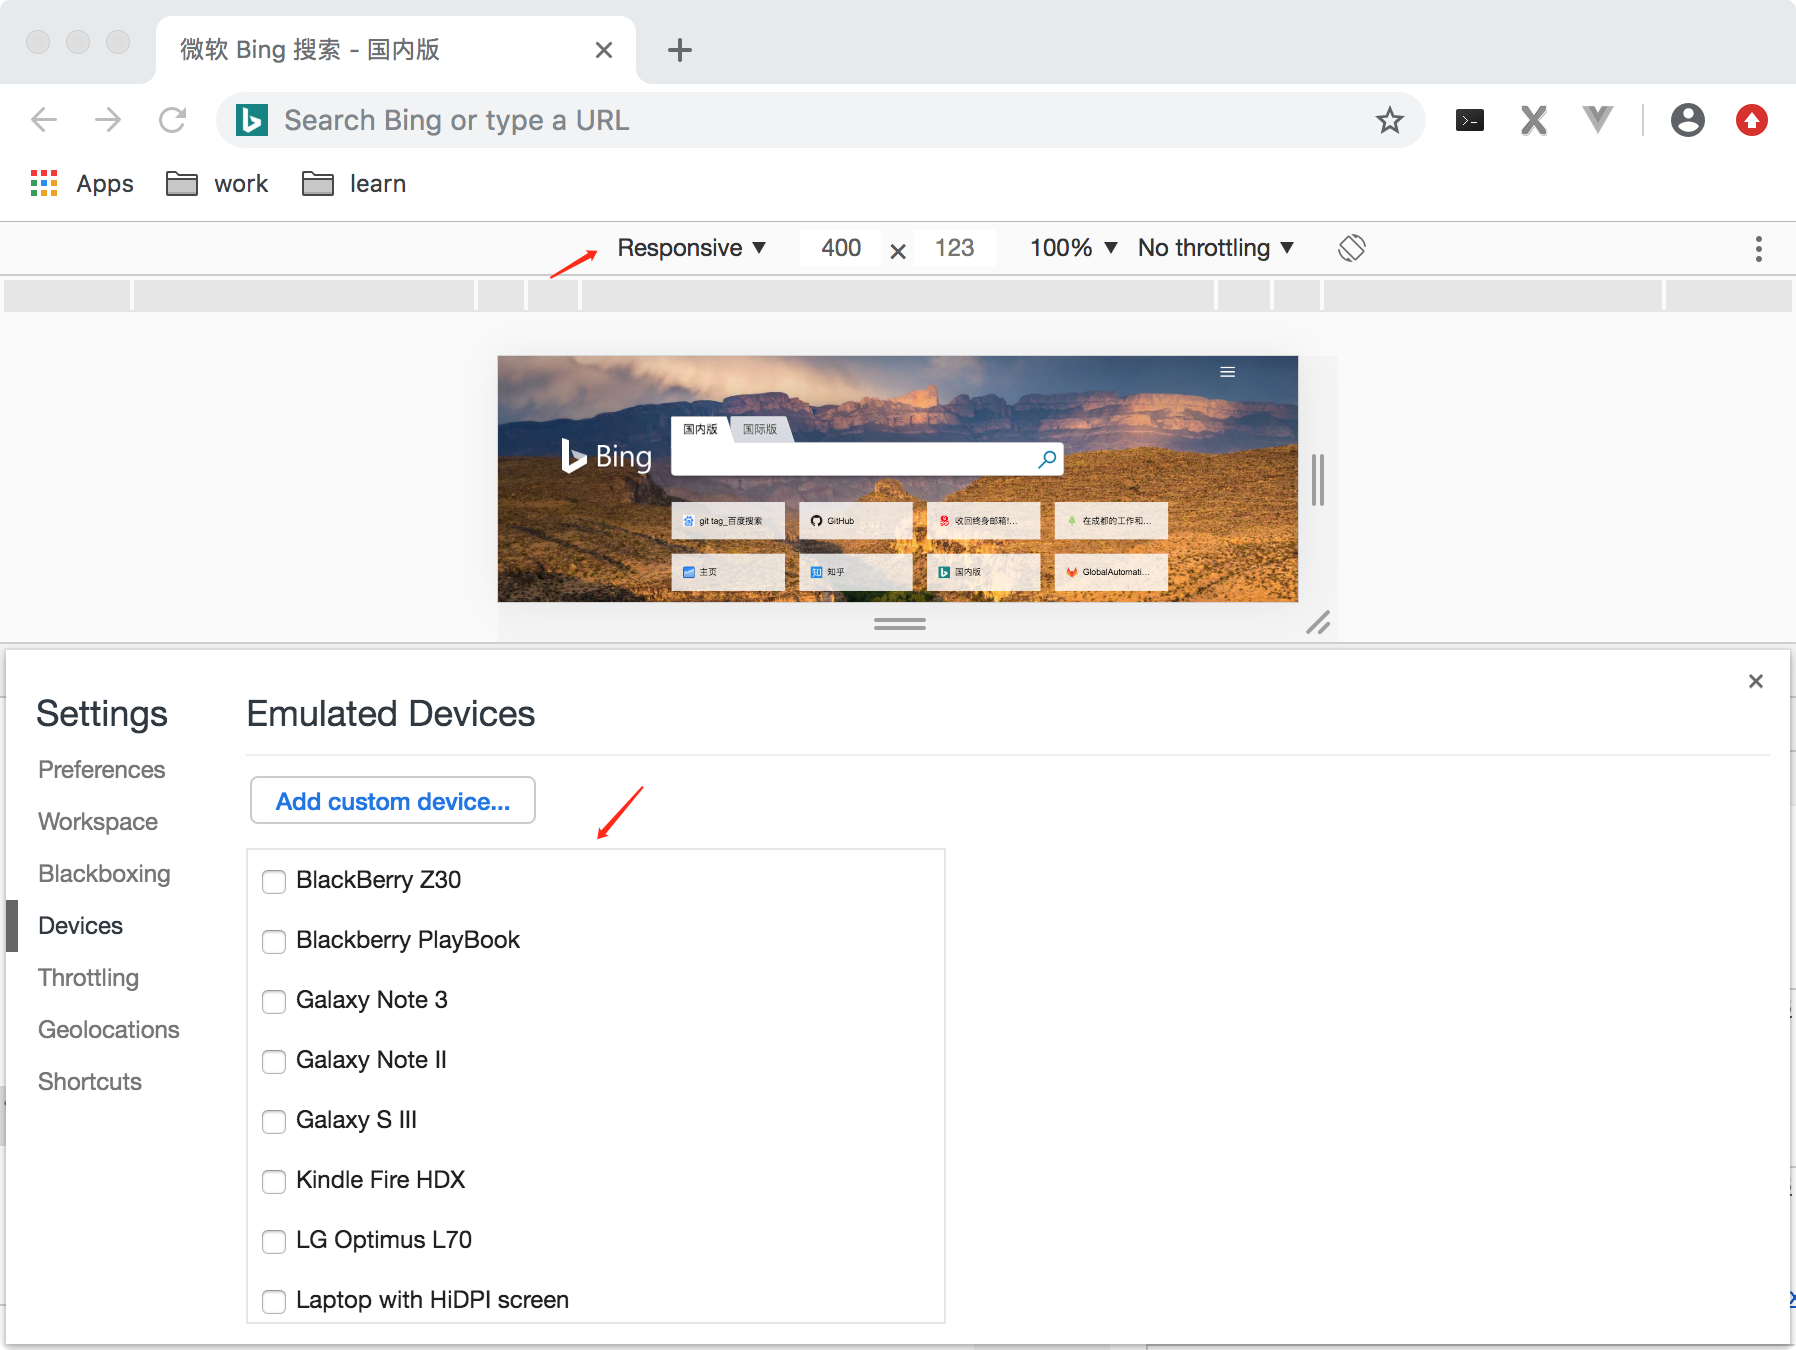 微软 Bing 搜索 - 国内版
Search Bing or type a URL
Apps work learn
Responsive 400 × 123 100% No throttling
国内版 国际版
Bing
git tag_百度搜索 GitHub 收回终身邮箱!... 在成都的工作和...
主页 知乎 国内版 GlobalAutomati...
Settings
Preferences
Workspace
Blackboxing
Devices
Throttling
Geolocations
Shortcuts
Emulated Devices
Add custom device...
BlackBerry Z30
Blackberry PlayBook
Galaxy Note 3
Galaxy Note II
Galaxy S III
Kindle Fire HDX
LG Optimus L70
Laptop with HiDPI screen